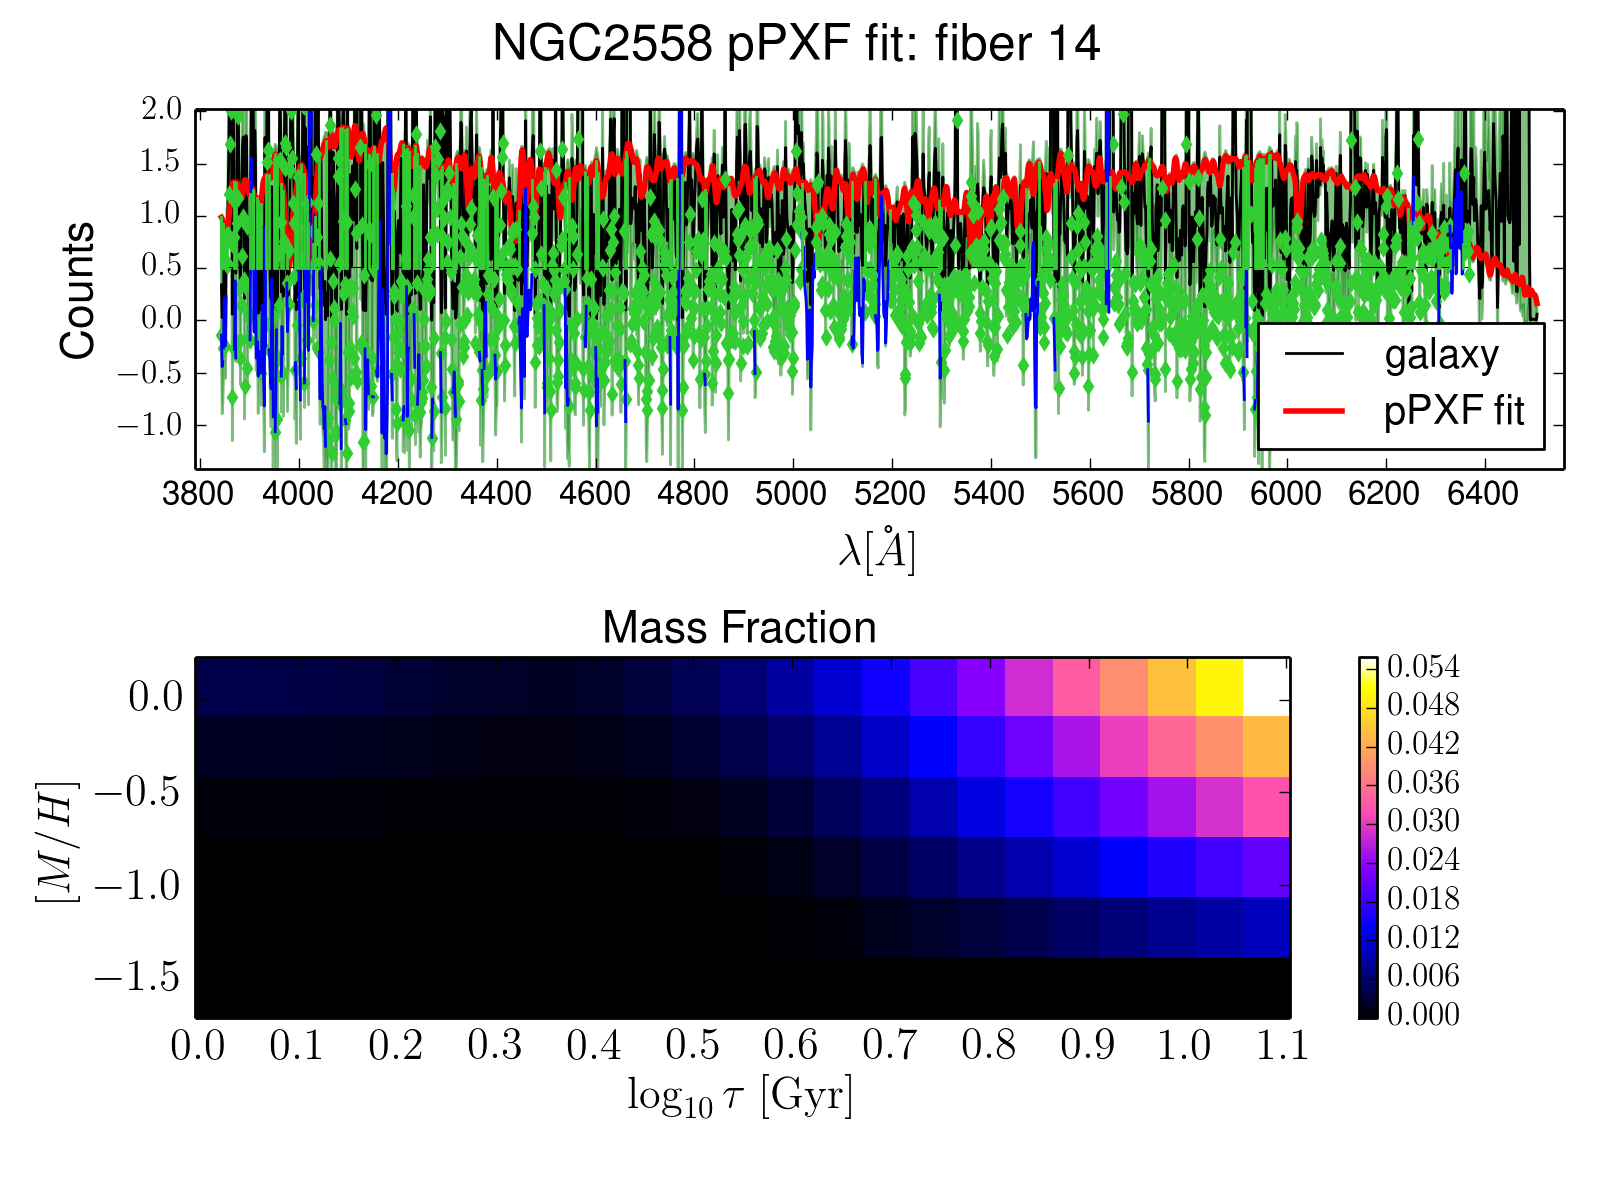 NGC2558 pPXF fit: fiber 14
2.0
1.5
1.0
0.5
0.0
−0.5
−1.0
Counts
galaxy
pPXF fit
3800 4000 4200 4400 4600 4800 5000 5200 5400 5600 5800 6000 6200 6400
λ[Å]
Mass Fraction
0.0
−0.5
−1.0
−1.5
[M/H]
0.0 0.1 0.2 0.3 0.4 0.5 0.6 0.7 0.8 0.9 1.0 1.1
log₁₀ τ [Gyr]
0.054
0.048
0.042
0.036
0.030
0.024
0.018
0.012
0.006
0.000